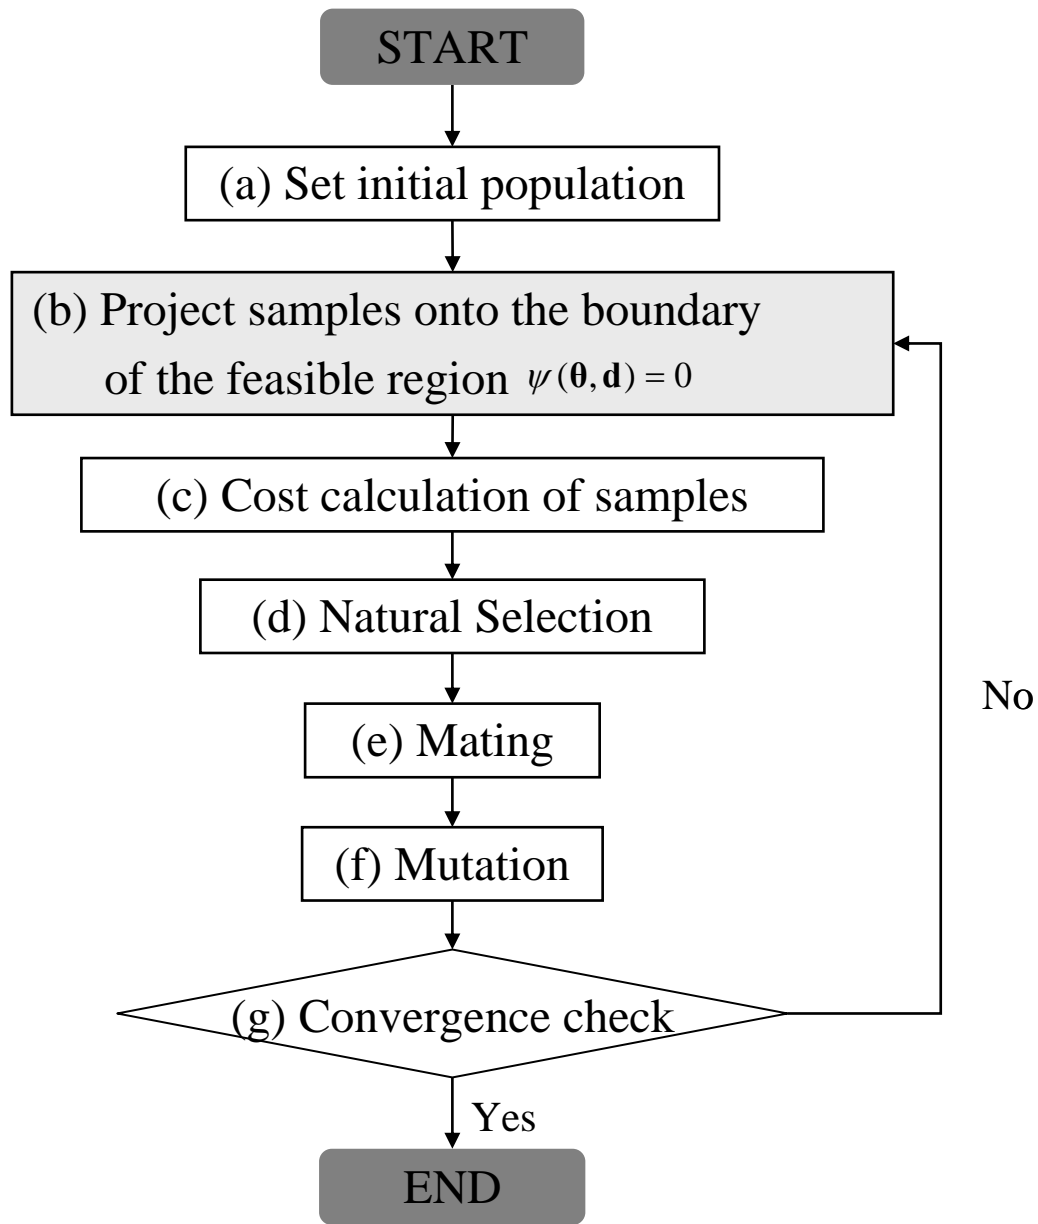 START
(a) Set initial population
(b) Project samples onto the boundary
of the feasible region ψ(θ, d) = 0
(c) Cost calculation of samples
(d) Natural Selection
No
(e) Mating
(f) Mutation
(g) Convergence check
Yes
END